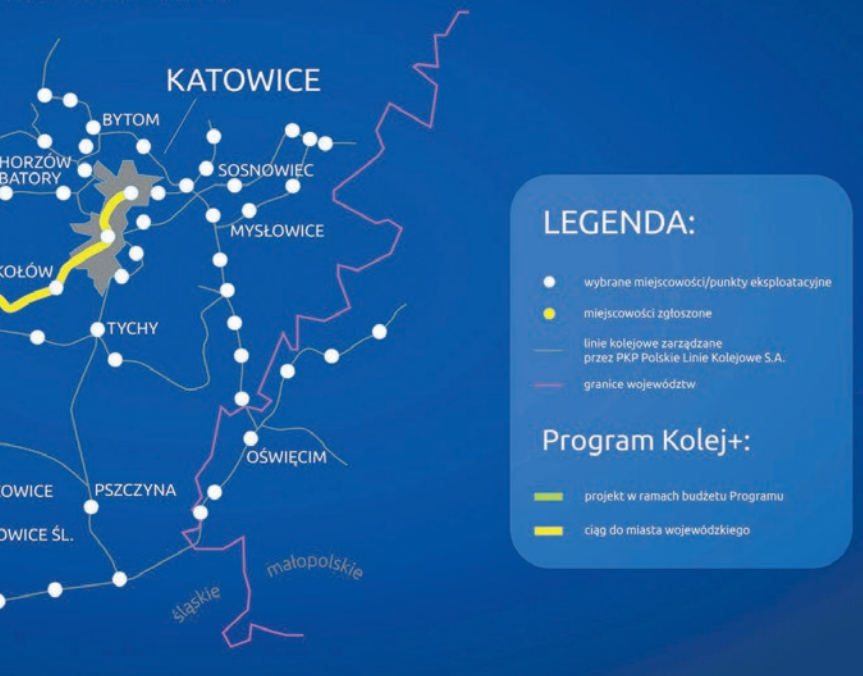 KATOWICE
BYTOM
HORZÓW
BATORY
SOSNOWIEC
MYSŁOWICE
KOŁÓW
TYCHY
OŚWIĘCIM
OWICE
PSZCZYNA
OWICE ŚL.
śląskie
małopolskie
LEGENDA:
wybrane miejscowości/punkty eksploatacyjne
miejscowości zgłoszone
linie kolejowe zarządzane
przez PKP Polskie Linie Kolejowe S.A.
granice województw
Program Kolej+:
projekt w ramach budżetu Programu
ciąg do miasta wojewódzkiego